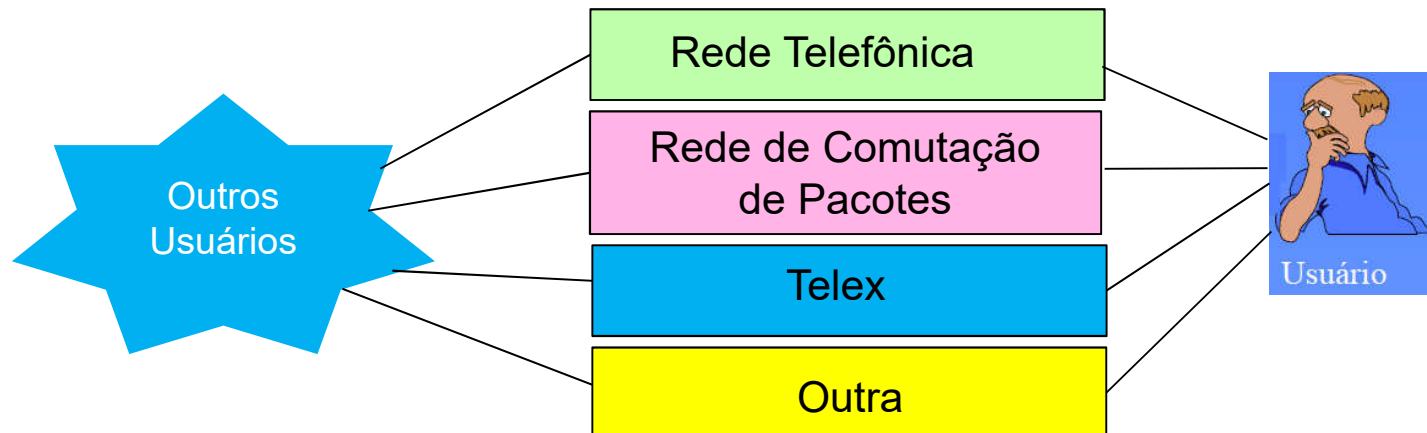 Rede Telefônica
Rede de Comutação
de Pacotes
Outros
Usuários
Usuário
Telex
Outra